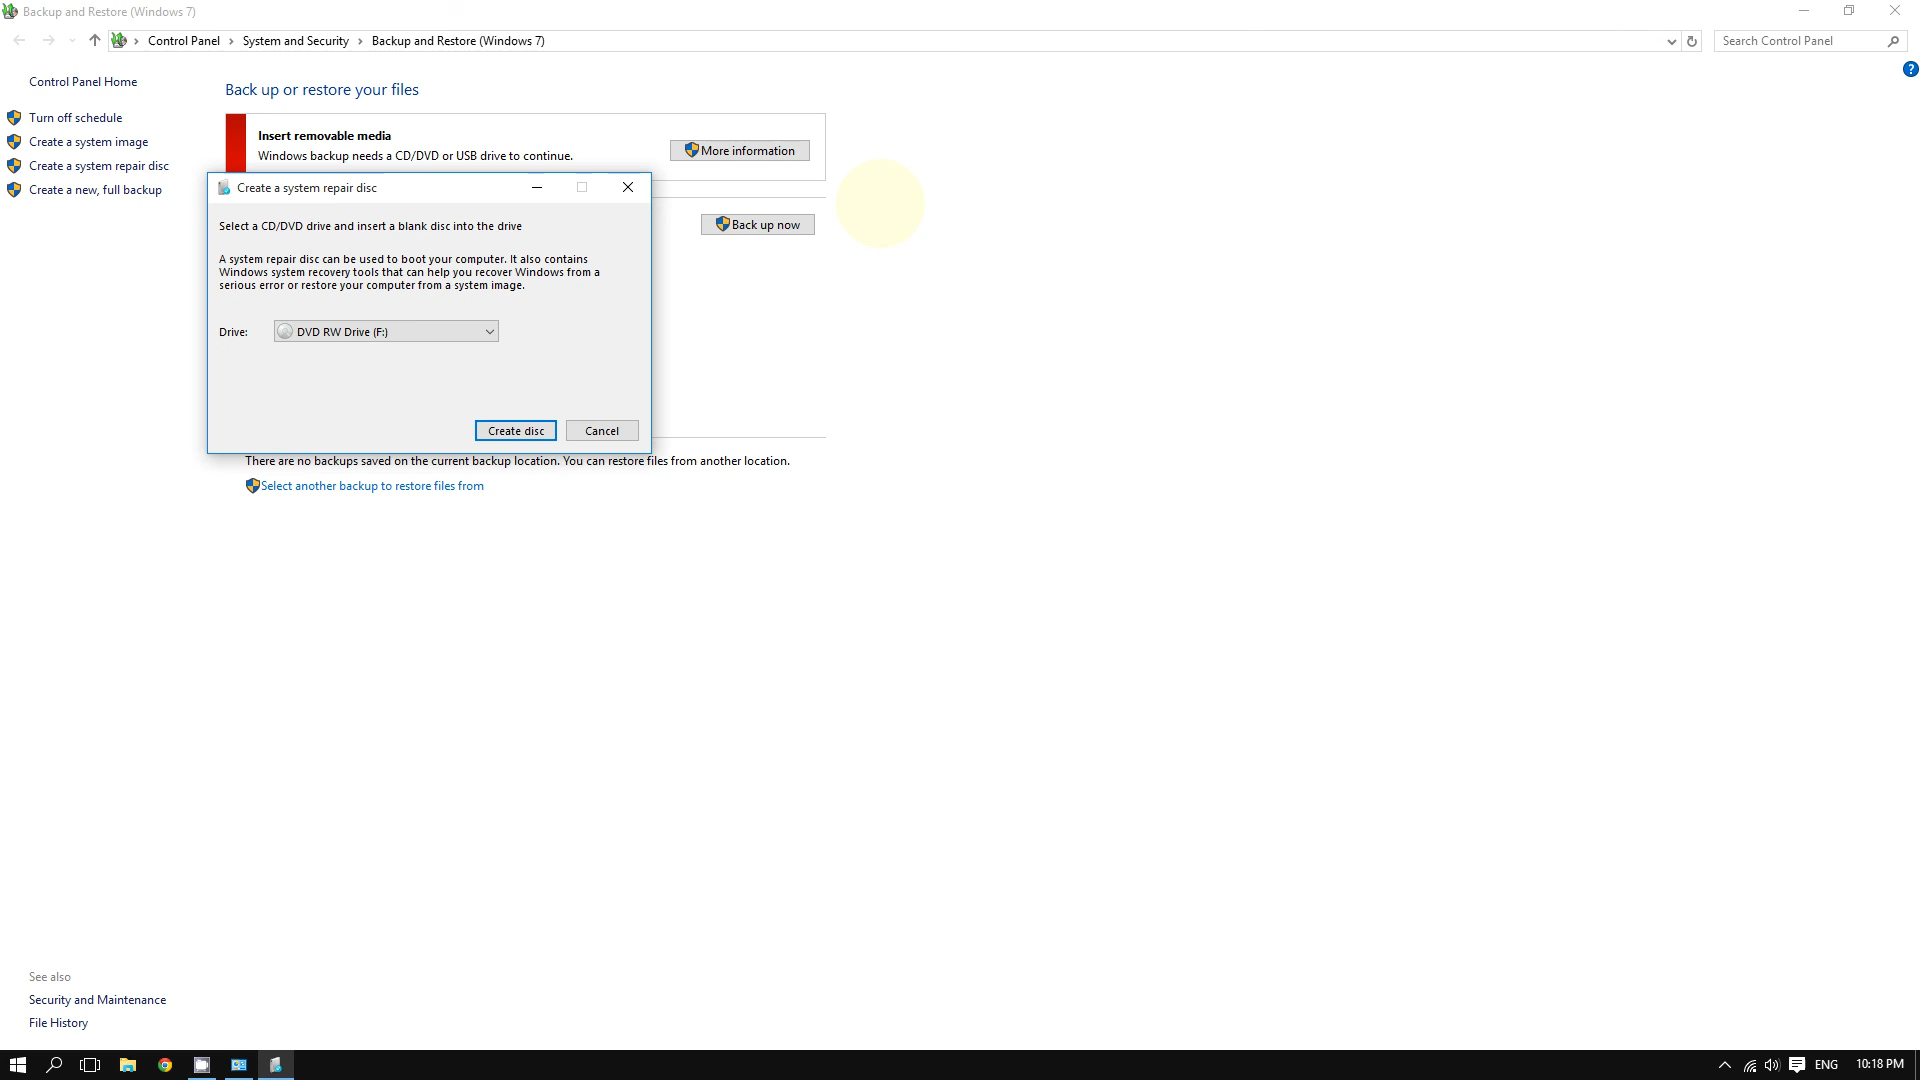 Backup and Restore (Windows 7)
Control Panel > System and Security > Backup and Restore (Windows 7)
Search Control Panel
Control Panel Home
Turn off schedule
Create a system image
Create a system repair disc
Create a new, full backup
Back up or restore your files
Insert removable media
Windows backup needs a CD/DVD or USB drive to continue.
More information
Back up now
Create a system repair disc
Select a CD/DVD drive and insert a blank disc into the drive
A system repair disc can be used to boot your computer. It also contains
Windows system recovery tools that can help you recover Windows from a
serious error or restore your computer from a system image.
Drive:
DVD RW Drive (F:)
Create disc
Cancel
There are no backups saved on the current backup location. You can restore files from another location.
Select another backup to restore files from
See also
Security and Maintenance
File History
ENG
10:18 PM